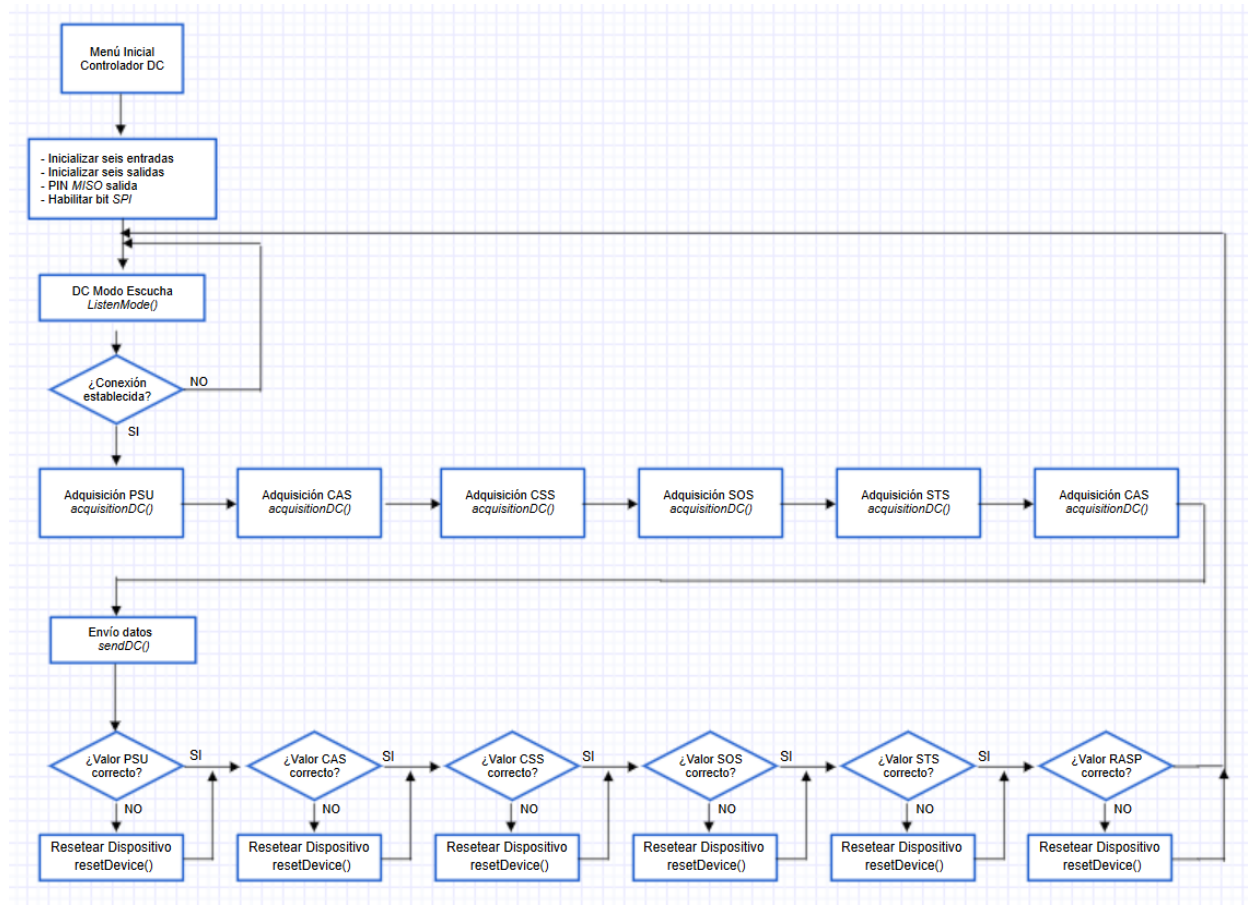 Menú Inicial
Controlador DC
- Inicializar seis entradas
- Inicializar seis salidas
- PIN MISO salida
- Habilitar bit SPI
DC Modo Escucha
ListenMode()
¿Conexión
establecida?
NO
SI
Adquisición PSU
acquisitionDC()
Adquisición CAS
acquisitionDC()
Adquisición CSS
acquisitionDC()
Adquisición SOS
acquisitionDC()
Adquisición STS
acquisitionDC()
Adquisición CAS
acquisitionDC()
Envío datos
sendDC()
¿Valor PSU
correcto?
SI
NO
Resetear Dispositivo
resetDevice()
¿Valor CAS
correcto?
SI
NO
Resetear Dispositivo
resetDevice()
¿Valor CSS
correcto?
SI
NO
Resetear Dispositivo
resetDevice()
¿Valor SOS
correcto?
SI
NO
Resetear Dispositivo
resetDevice()
¿Valor STS
correcto?
SI
NO
Resetear Dispositivo
resetDevice()
¿Valor RASP
correcto?
NO
Resetear Dispositivo
resetDevice()